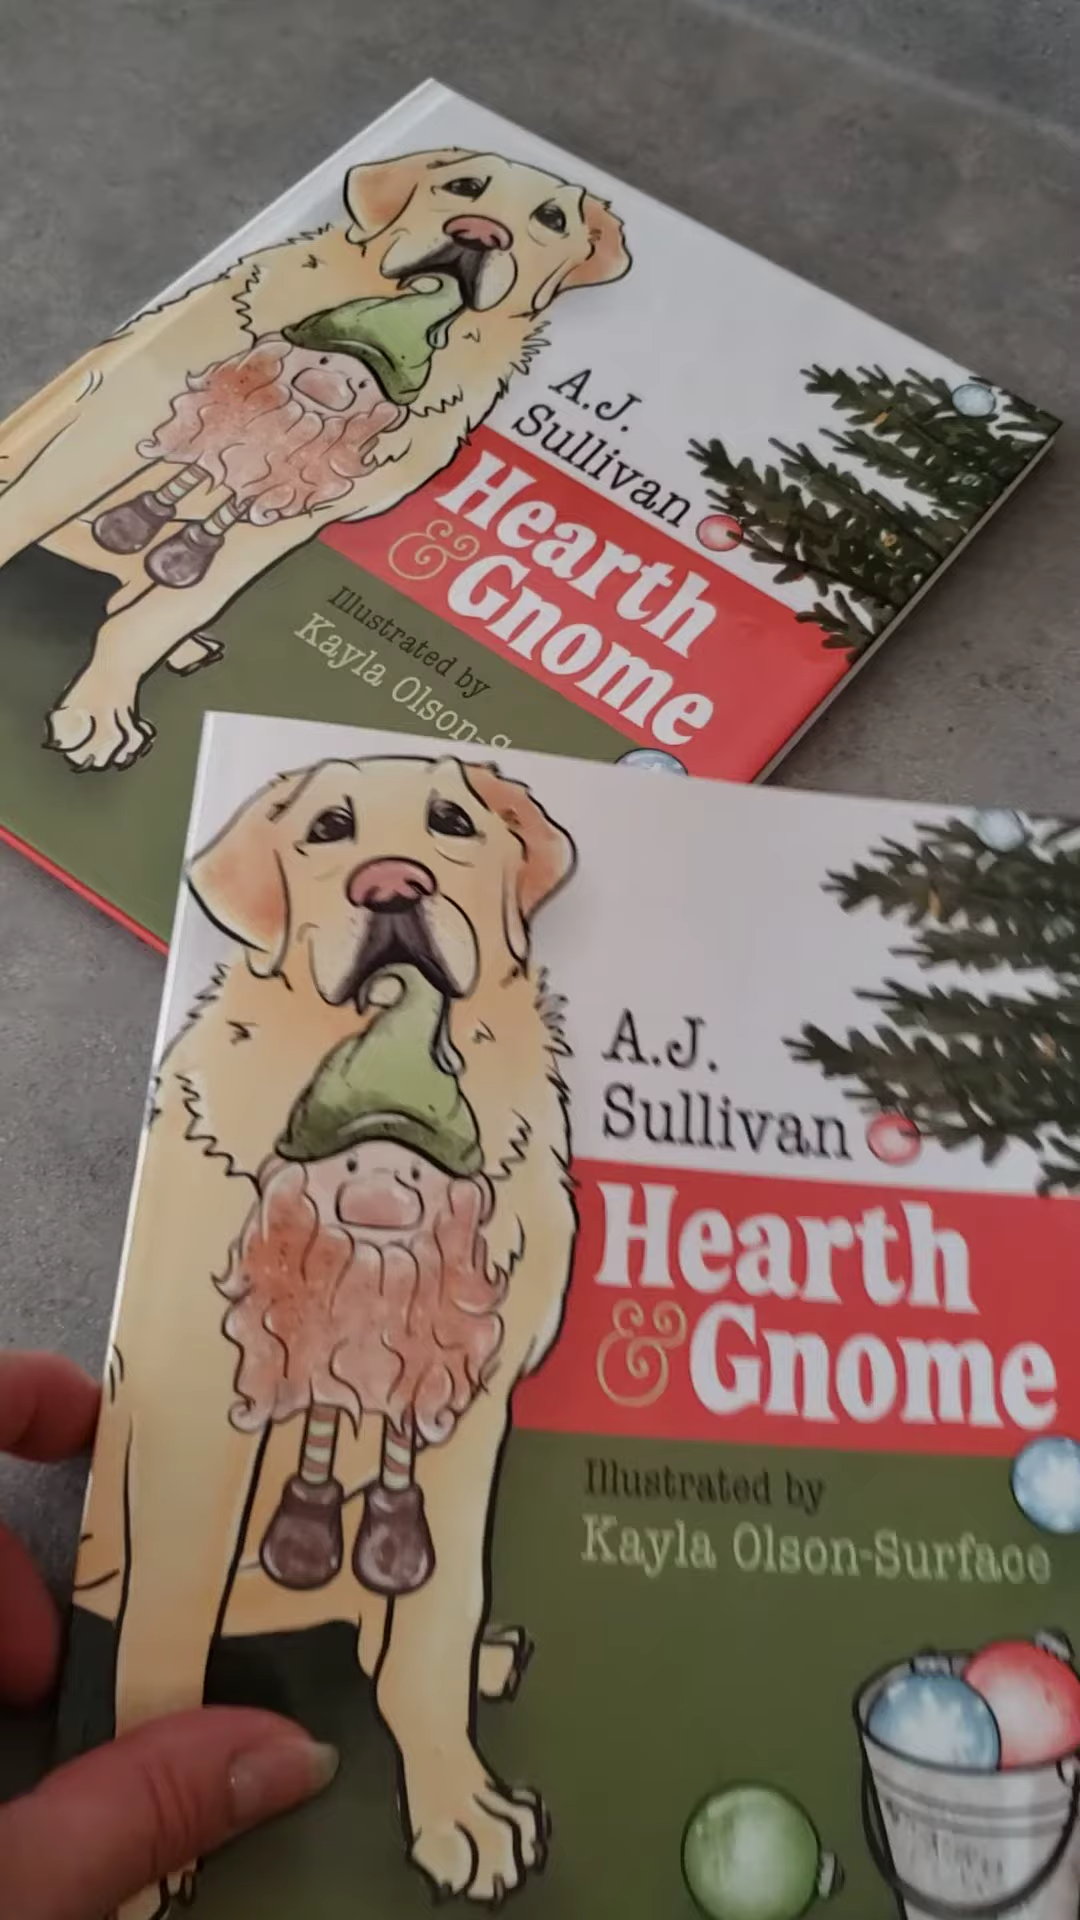 A.J.
Sullivan
Hearth
& Gnome
Illustrated by
Kayla Olson-S
A.J.
Sullivan
Hearth
& Gnome
Illustrated by
Kayla Olson-Surface